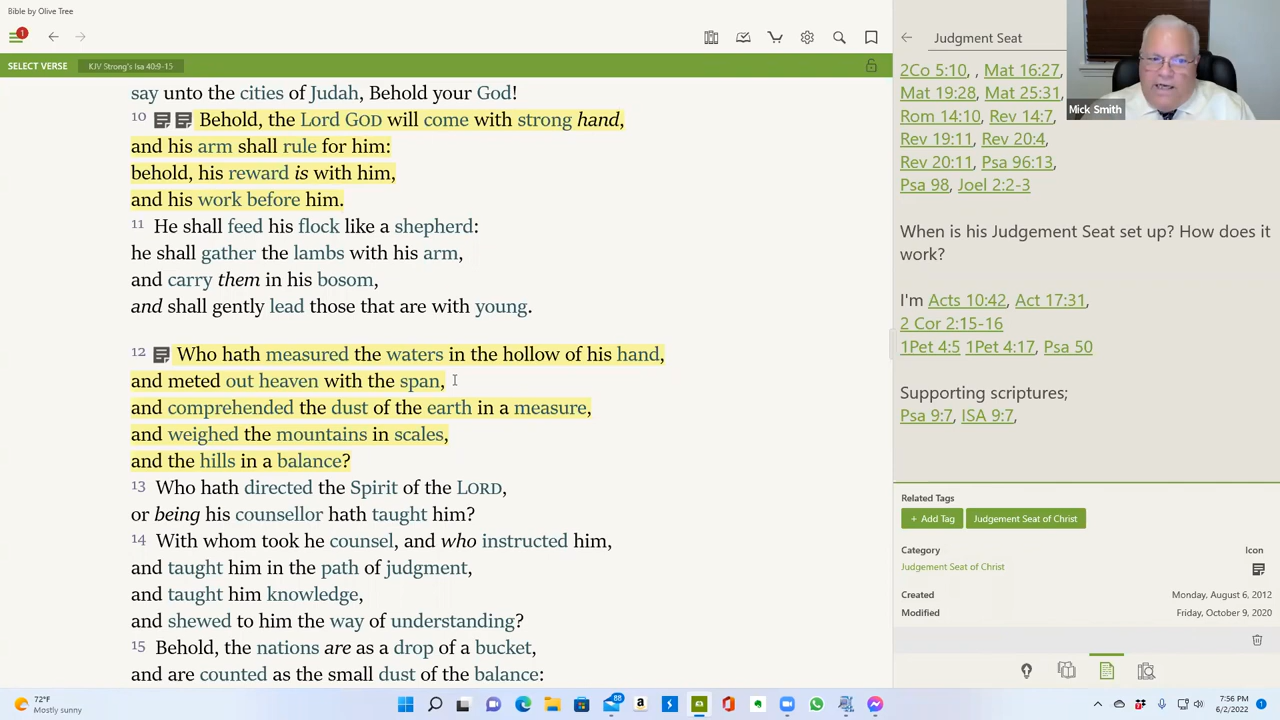 Bible by Olive Tree
1
SELECT VERSE KJV Strong's Isa 40:9-15
say unto the cities of Judah, Behold your God!
10 Behold, the Lord GOD will come with strong hand,
and his arm shall rule for him:
behold, his reward is with him,
and his work before him.
11 He shall feed his flock like a shepherd:
he shall gather the lambs with his arm,
and carry them in his bosom,
and shall gently lead those that are with young.
12 Who hath measured the waters in the hollow of his hand,
and meted out heaven with the span,
and comprehended the dust of the earth in a measure,
and weighed the mountains in scales,
and the hills in a balance?
13 Who hath directed the Spirit of the LORD,
or being his counsellor hath taught him?
14 With whom took he counsel, and who instructed him,
and taught him in the path of judgment,
and taught him knowledge,
and shewed to him the way of understanding?
15 Behold, the nations are as a drop of a bucket,
and are counted as the small dust of the balance:
Judgment Seat
Mick Smith
2Co 5:10, , Mat 16:27,
Mat 19:28, Mat 25:31,
Rom 14:10, Rev 14:7,
Rev 19:11, Rev 20:4,
Rev 20:11, Psa 96:13,
Psa 98, Joel 2:2-3
When is his Judgement Seat set up? How does it
work?
I'm Acts 10:42, Act 17:31,
2 Cor 2:15-16
1Pet 4:5 1Pet 4:17, Psa 50
Supporting scriptures;
Psa 9:7, ISA 9:7,
Related Tags
+ Add Tag Judgement Seat of Christ
Category Icon
Judgement Seat of Christ
Created Monday, August 6, 2012
Modified Friday, October 9, 2020
72°F
Mostly sunny
88
7:56 PM
6/2/2022
1